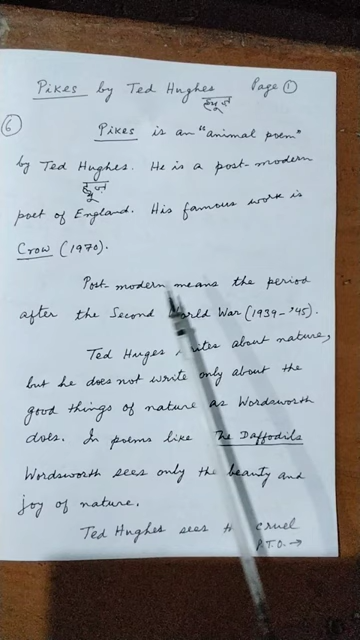 Pikes by Ted Hughes Page ①
ह्यूज़
⑥
Pikes is an "animal poem"
by Ted Hughes. He is a post-modern
ह्यूज़
poet of England. His famous work is
Crow (1970).
Post-modern means the period
after the Second World War (1939-'45).
Ted Huges writes about nature,
but he does not write only about the
good things of nature as Wordsworth
does. In poems like The Daffodils
Wordsworth sees only the beauty and
joy of nature.
Ted Hughes sees cruel
P.T.O. →